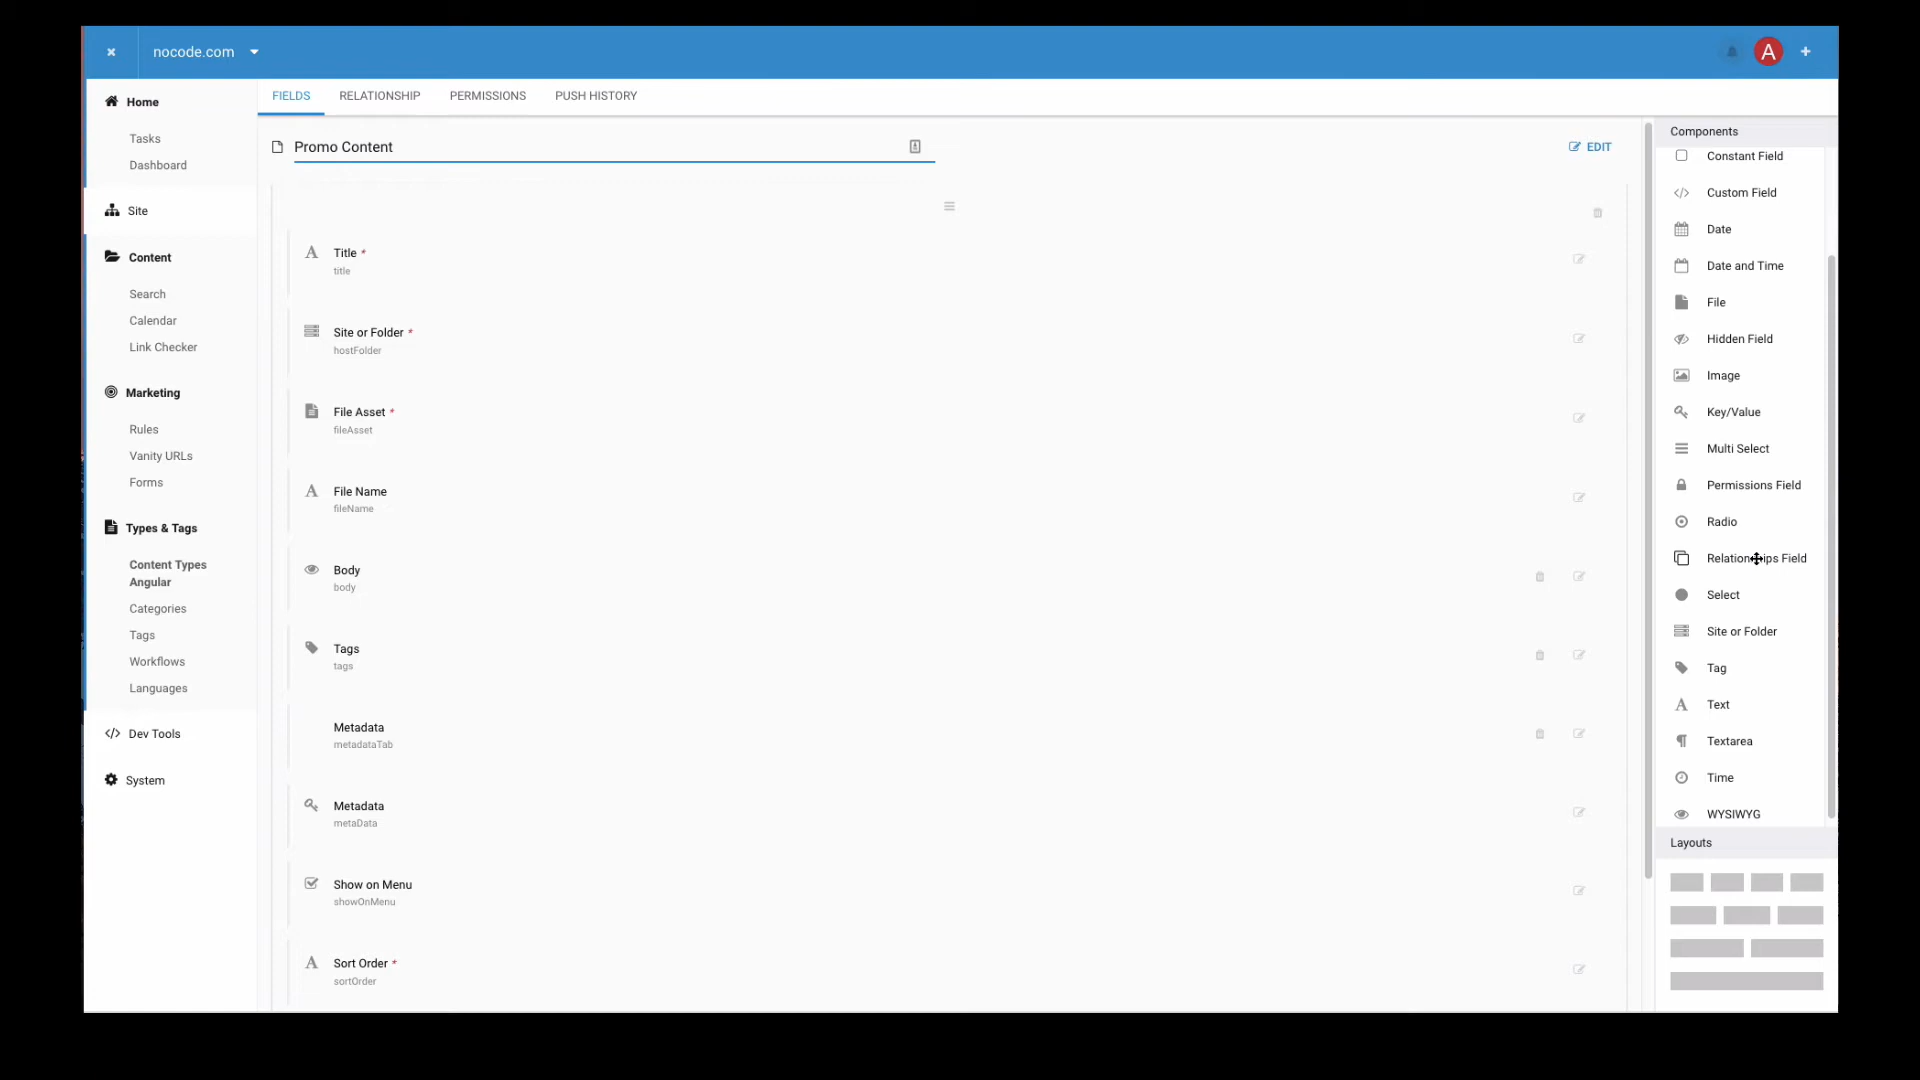 nocode.com
A
Home
Tasks
Dashboard
Site
Content
Search
Calendar
Link Checker
Marketing
Rules
Vanity URLs
Forms
Types & Tags
Content Types
Angular
Categories
Tags
Workflows
Languages
Dev Tools
System
FIELDS RELATIONSHIP PERMISSIONS PUSH HISTORY
Promo Content
EDIT
Title *
title
Site or Folder *
hostFolder
File Asset *
fileAsset
File Name
fileName
Body
body
Tags
tags
Metadata
metadataTab
Metadata
metaData
Show on Menu
showOnMenu
Sort Order *
sortOrder
Components
Constant Field
Custom Field
Date
Date and Time
File
Hidden Field
Image
Key/Value
Multi Select
Permissions Field
Radio
Relationships Field
Select
Site or Folder
Tag
Text
Textarea
Time
WYSIWYG
Layouts